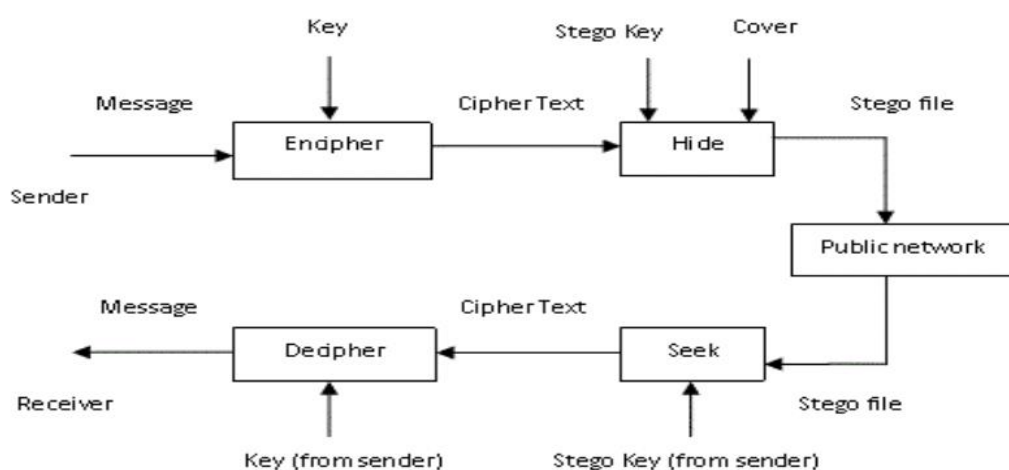 Key
Stego Key
Cover
Message
Cipher Text
Stego file
Encipher
Hide
Sender
Public network
Message
Cipher Text
Decipher
Seek
Receiver
Stego file
Key (from sender)
Stego Key (from sender)